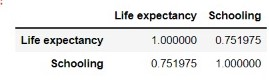 Life expectancy Schooling
Life expectancy 1.000000 0.751975
Schooling 0.751975 1.000000